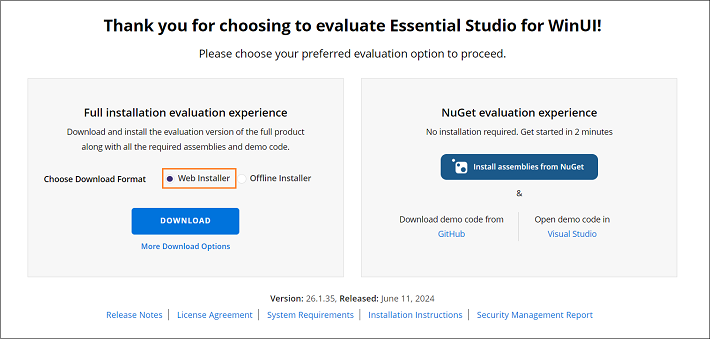 Thank you for choosing to evaluate Essential Studio for WinUI!
Please choose your preferred evaluation option to proceed.
Full installation evaluation experience
Download and install the evaluation version of the full product
along with all the required assemblies and demo code.
Choose Download Format Web Installer Offline Installer
DOWNLOAD
More Download Options
NuGet evaluation experience
No installation required. Get started in 2 minutes
Install assemblies from NuGet
&
Download demo code from
GitHub
Open demo code in
Visual Studio
Version: 26.1.35, Released: June 11, 2024
Release Notes | License Agreement | System Requirements | Installation Instructions | Security Management Report